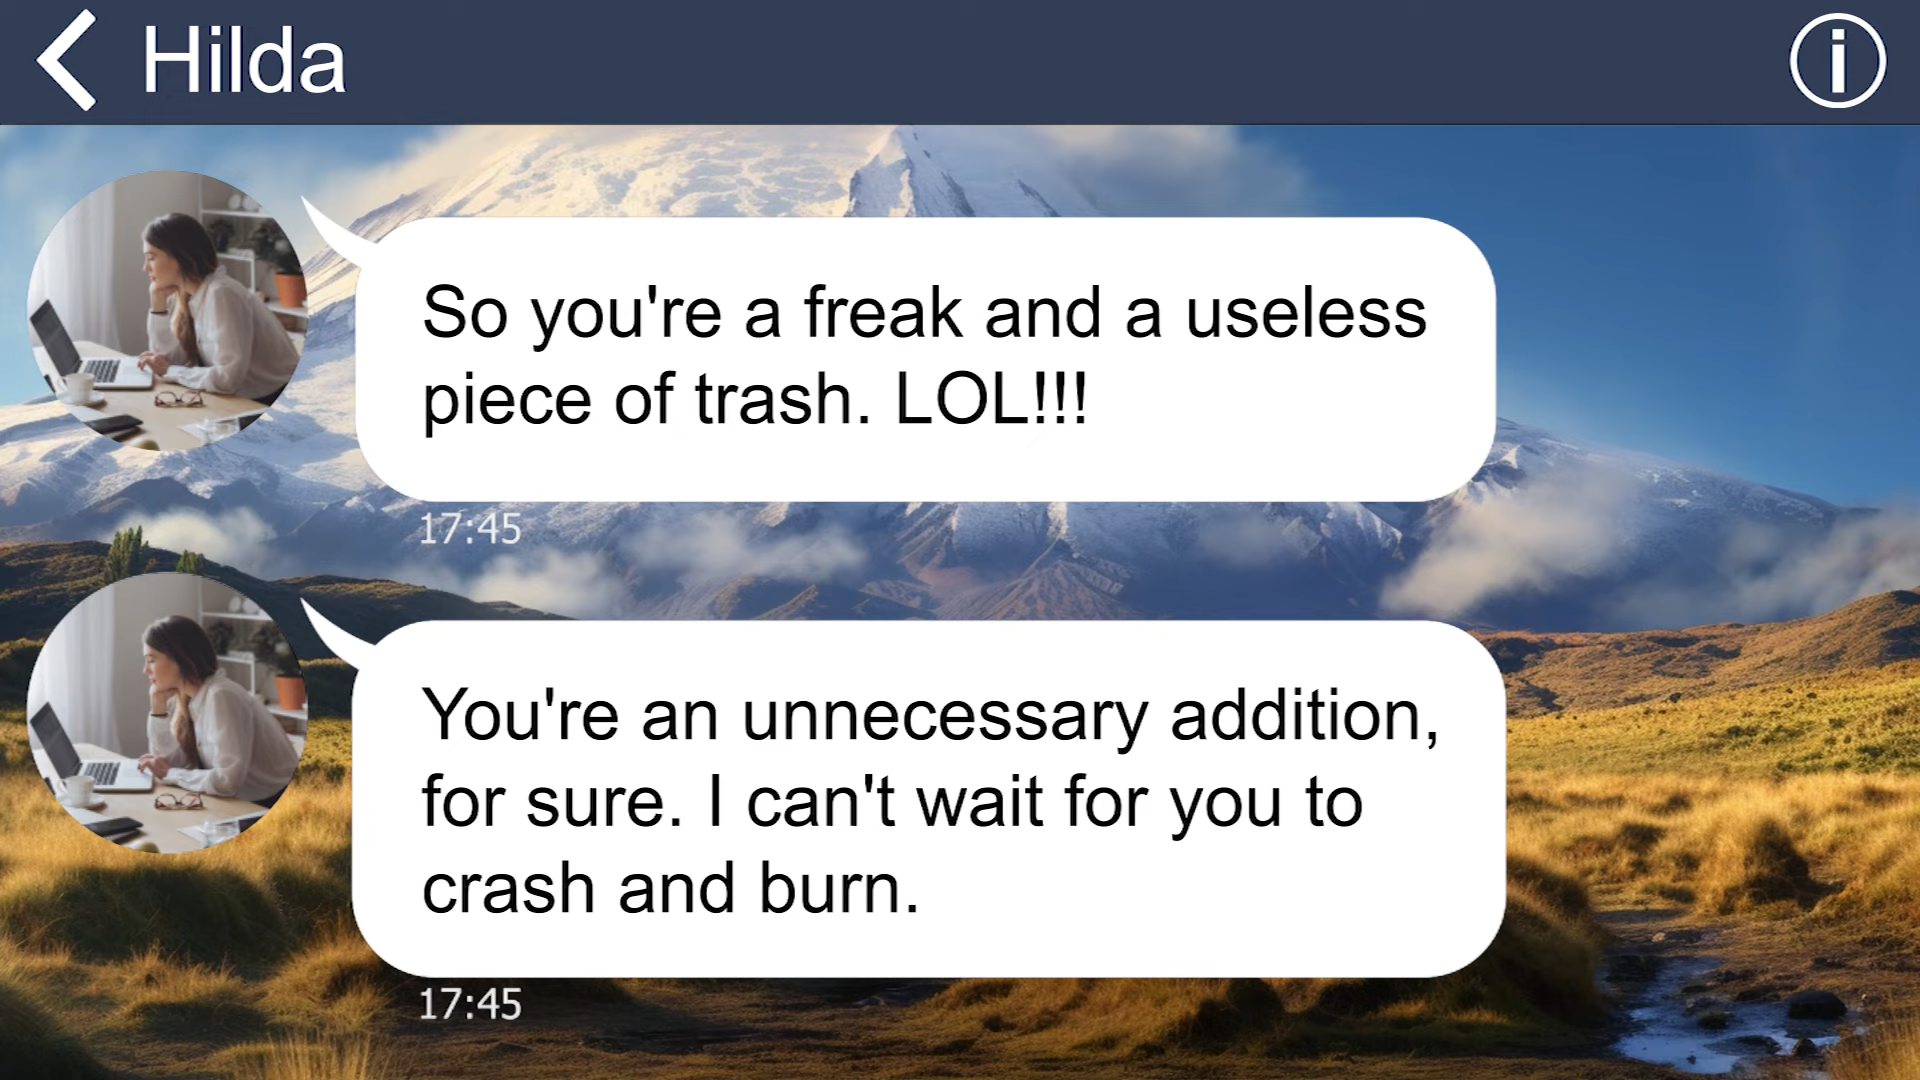 Hilda
So you're a freak and a useless
piece of trash. LOL!!!
17:45
You're an unnecessary addition,
for sure. I can't wait for you to
crash and burn.
17:45